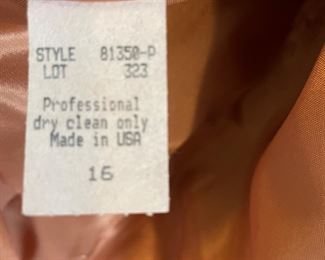 STYLE 81350-P
LOT 323
Professional
dry clean only
Made in USA
16